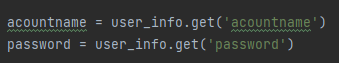 acountname = user_info.get('acountname')
password = user_info.get('password')